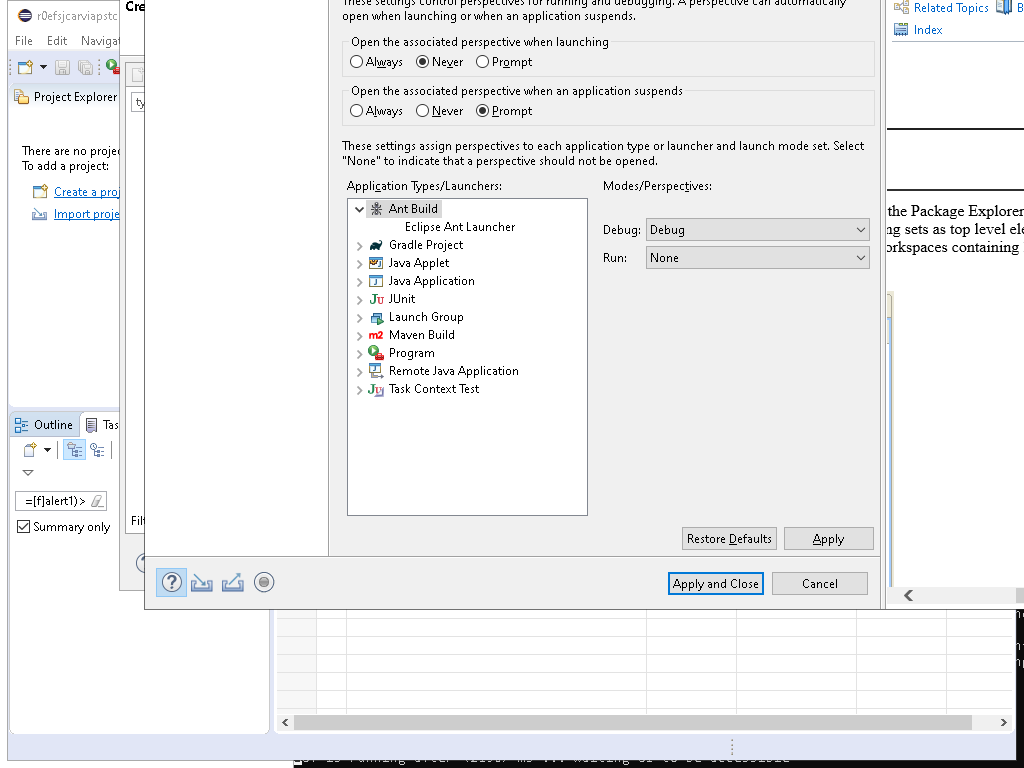 r0efsjcarviapstc
Cre
These settings control perspectives for running and debugging. A perspective can automatically
open when launching or when an application suspends.
Related Topics
B
Index
File Edit Naviga
Open the associated perspective when launching
Always Never Prompt
Open the associated perspective when an application suspends
Always Never Prompt
Project Explorer
ty
These settings assign perspectives to each application type or launcher and launch mode set. Select
"None" to indicate that a perspective should not be opened.
There are no projec
To add a project:
Create a proj
Import proje
Application Types/Launchers:
Modes/Perspectives:
Ant Build
Eclipse Ant Launcher
Gradle Project
Java Applet
Java Application
JUnit
Launch Group
Maven Build
Program
Remote Java Application
Task Context Test
Debug: Debug
Run: None
the Package Explorer
ng sets as top level ele
orkspaces containing
Outline
Tas
=[f]alert1)>
Summary only
Filt
Restore Defaults
Apply
Apply and Close
Cancel